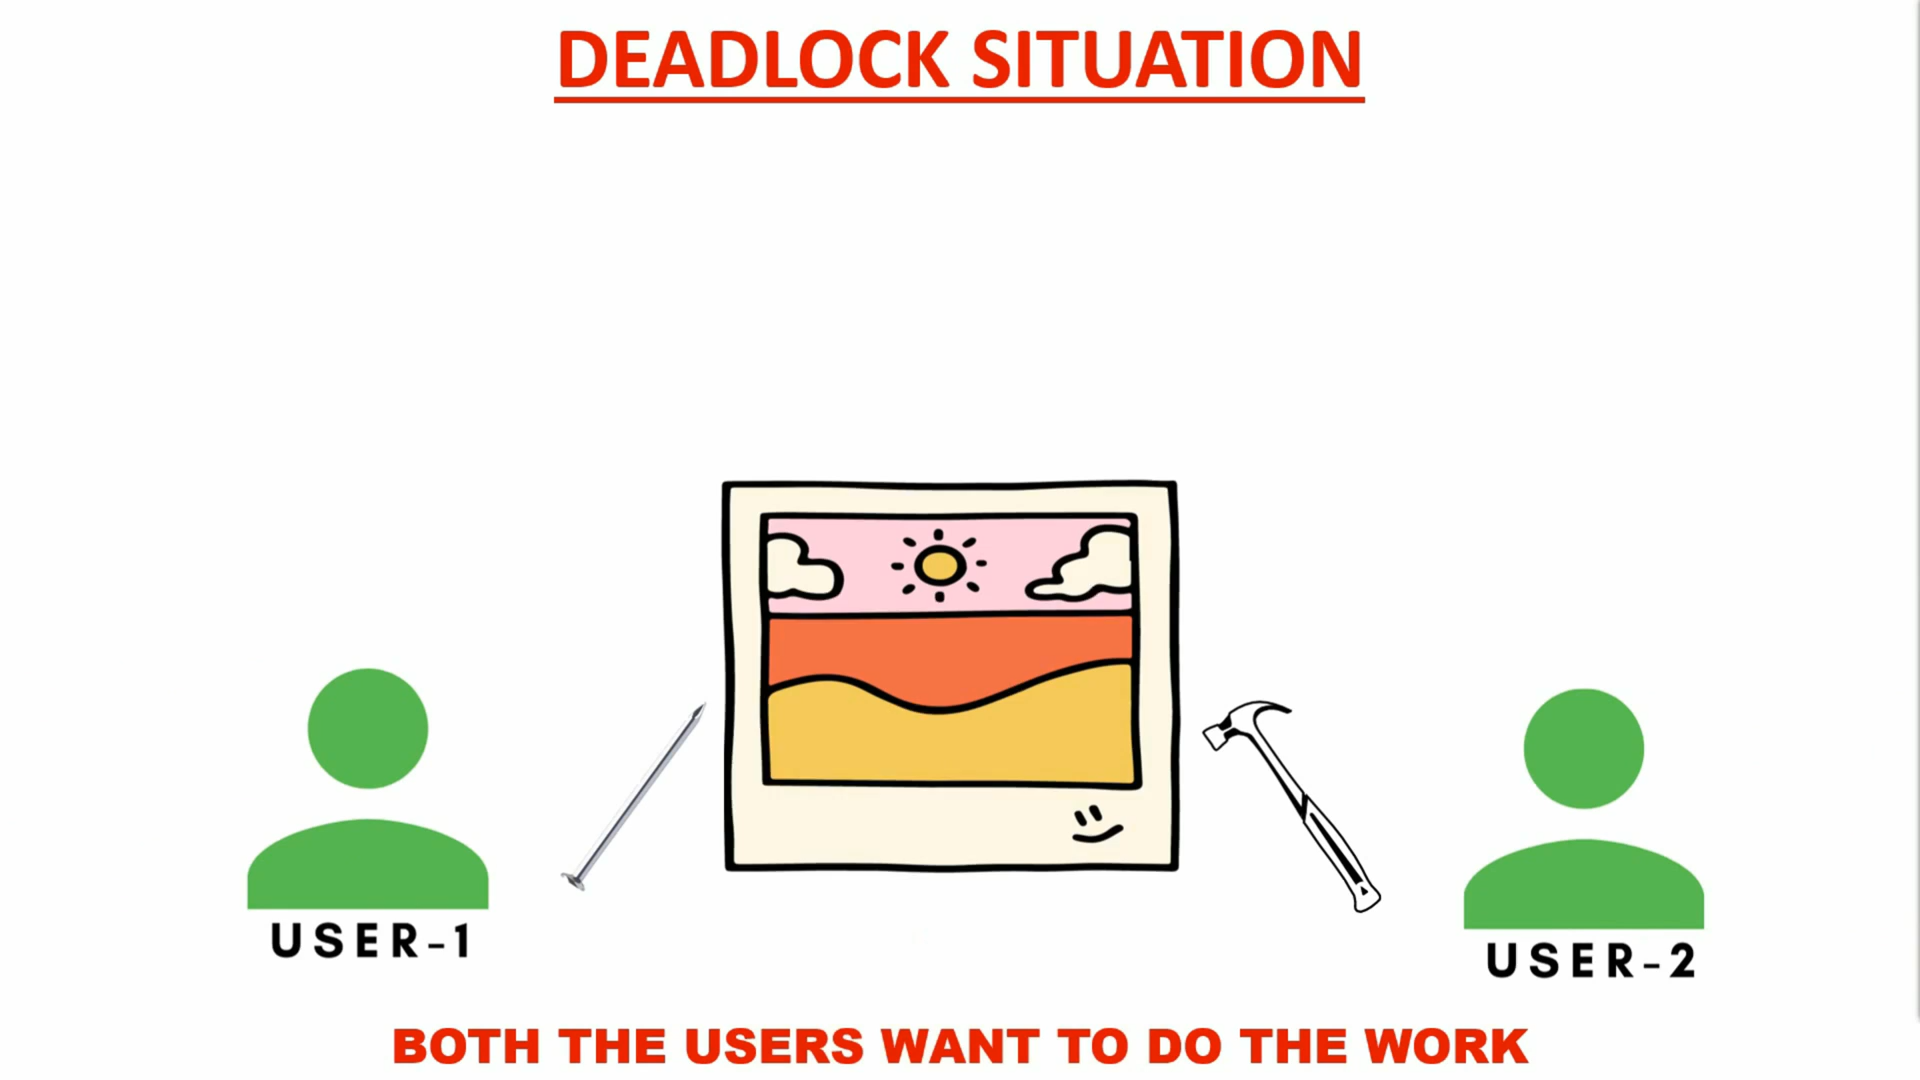 DEADLOCK SITUATION
USER-1
USER-2
BOTH THE USERS WANT TO DO THE WORK